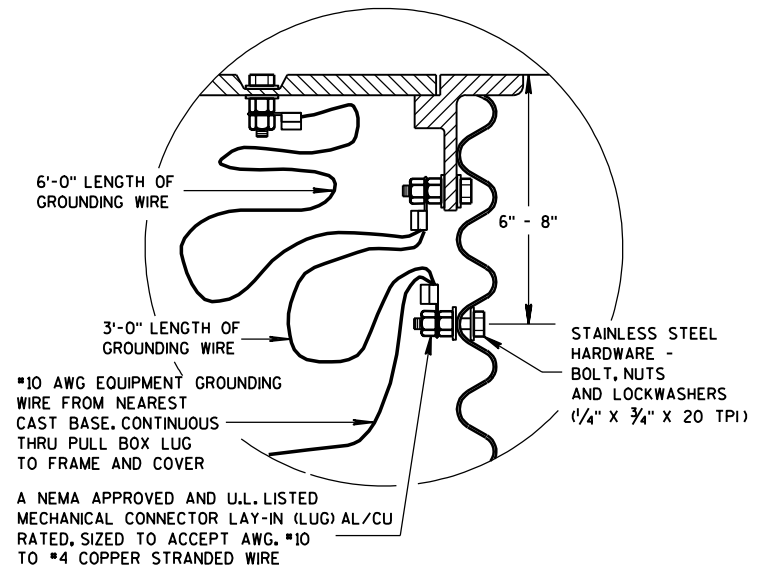 6'-0" LENGTH OF
GROUNDING WIRE
6" - 8"
3'-0" LENGTH OF
GROUNDING WIRE
STAINLESS STEEL
HARDWARE -
BOLT, NUTS
AND LOCKWASHERS
(1/4" X 3/4" X 20 TPI)
#10 AWG EQUIPMENT GROUNDING
WIRE FROM NEAREST
CAST BASE. CONTINUOUS
THRU PULL BOX LUG
TO FRAME AND COVER
A NEMA APPROVED AND U.L. LISTED
MECHANICAL CONNECTOR LAY-IN (LUG) AL/CU
RATED, SIZED TO ACCEPT AWG. #10
TO #4 COPPER STRANDED WIRE